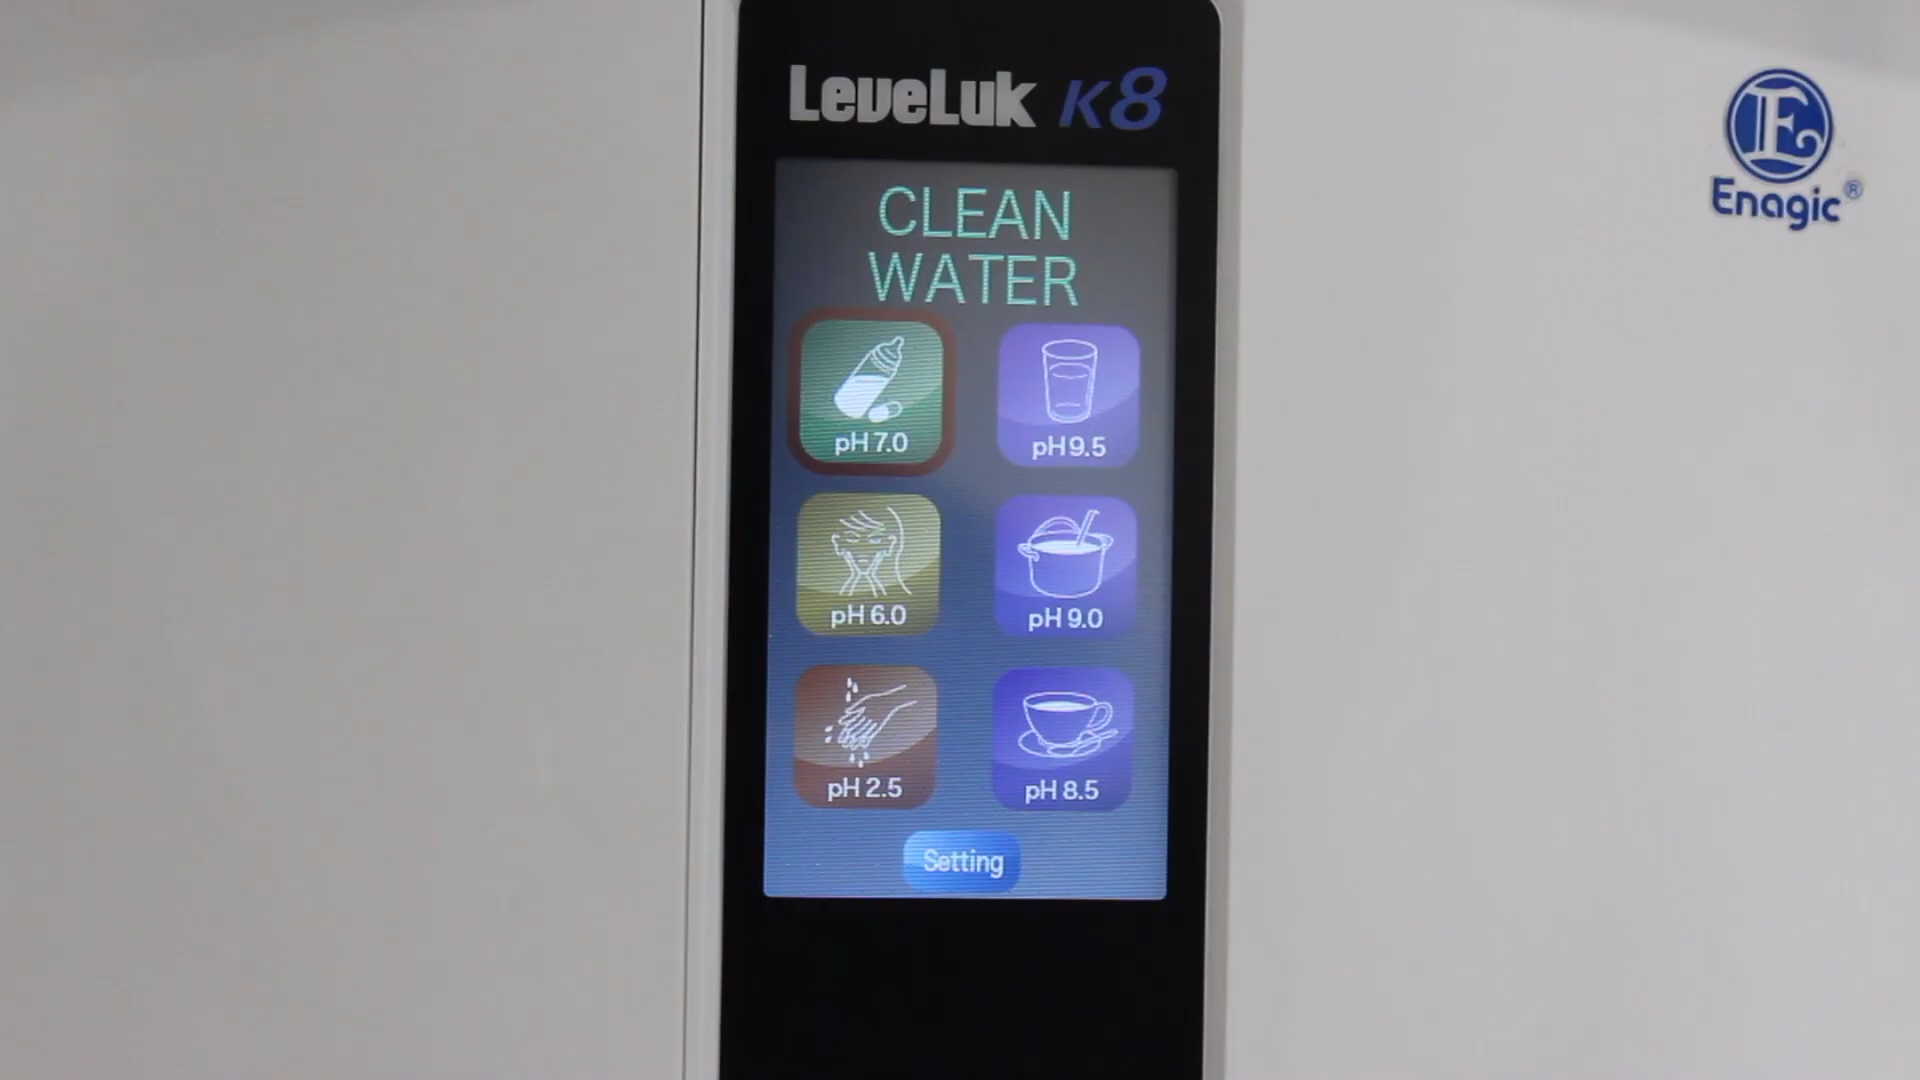 LeveLuk K8
E
Enagic®
CLEAN
WATER
pH 7.0
pH 9.5
pH 6.0
pH 9.0
pH 2.5
pH 8.5
Setting